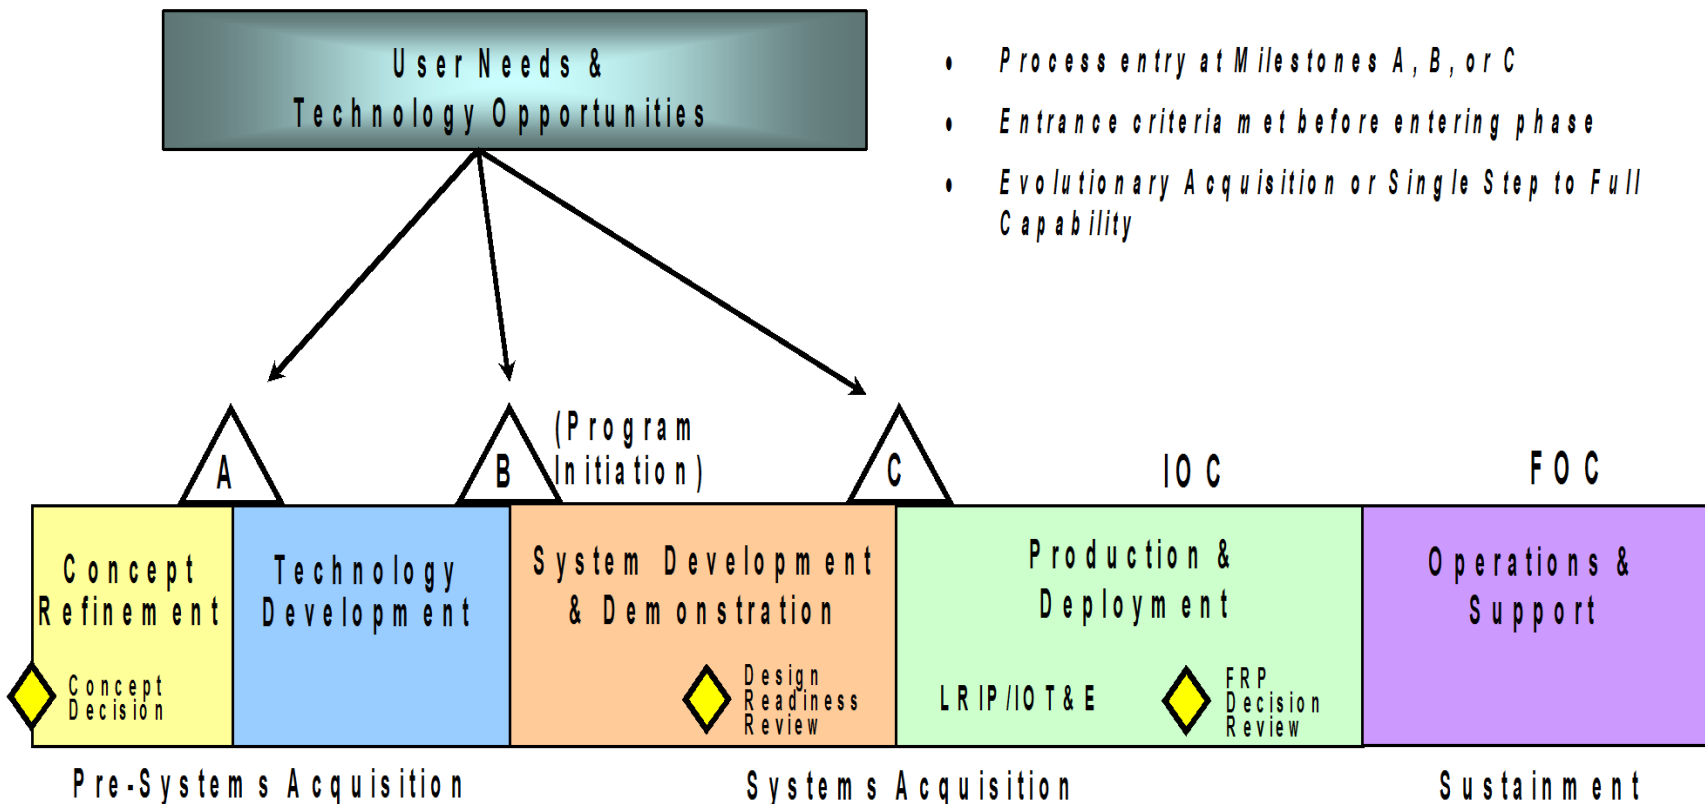 User Needs &
Technology Opportunities
• Process entry at Milestones A, B, or C
• Entrance criteria met before entering phase
• Evolutionary Acquisition or Single Step to Full
Capability
A
B
(Program
Initiation)
C
IOC
FOC
Concept
Refinement
Technology
Development
System Development
& Demonstration
Production &
Deployment
Operations &
Support
Concept
Decision
Design
Readiness
Review
LRIP/IOT&E
FRP
Decision
Review
Pre-Systems Acquisition
Systems Acquisition
Sustainment